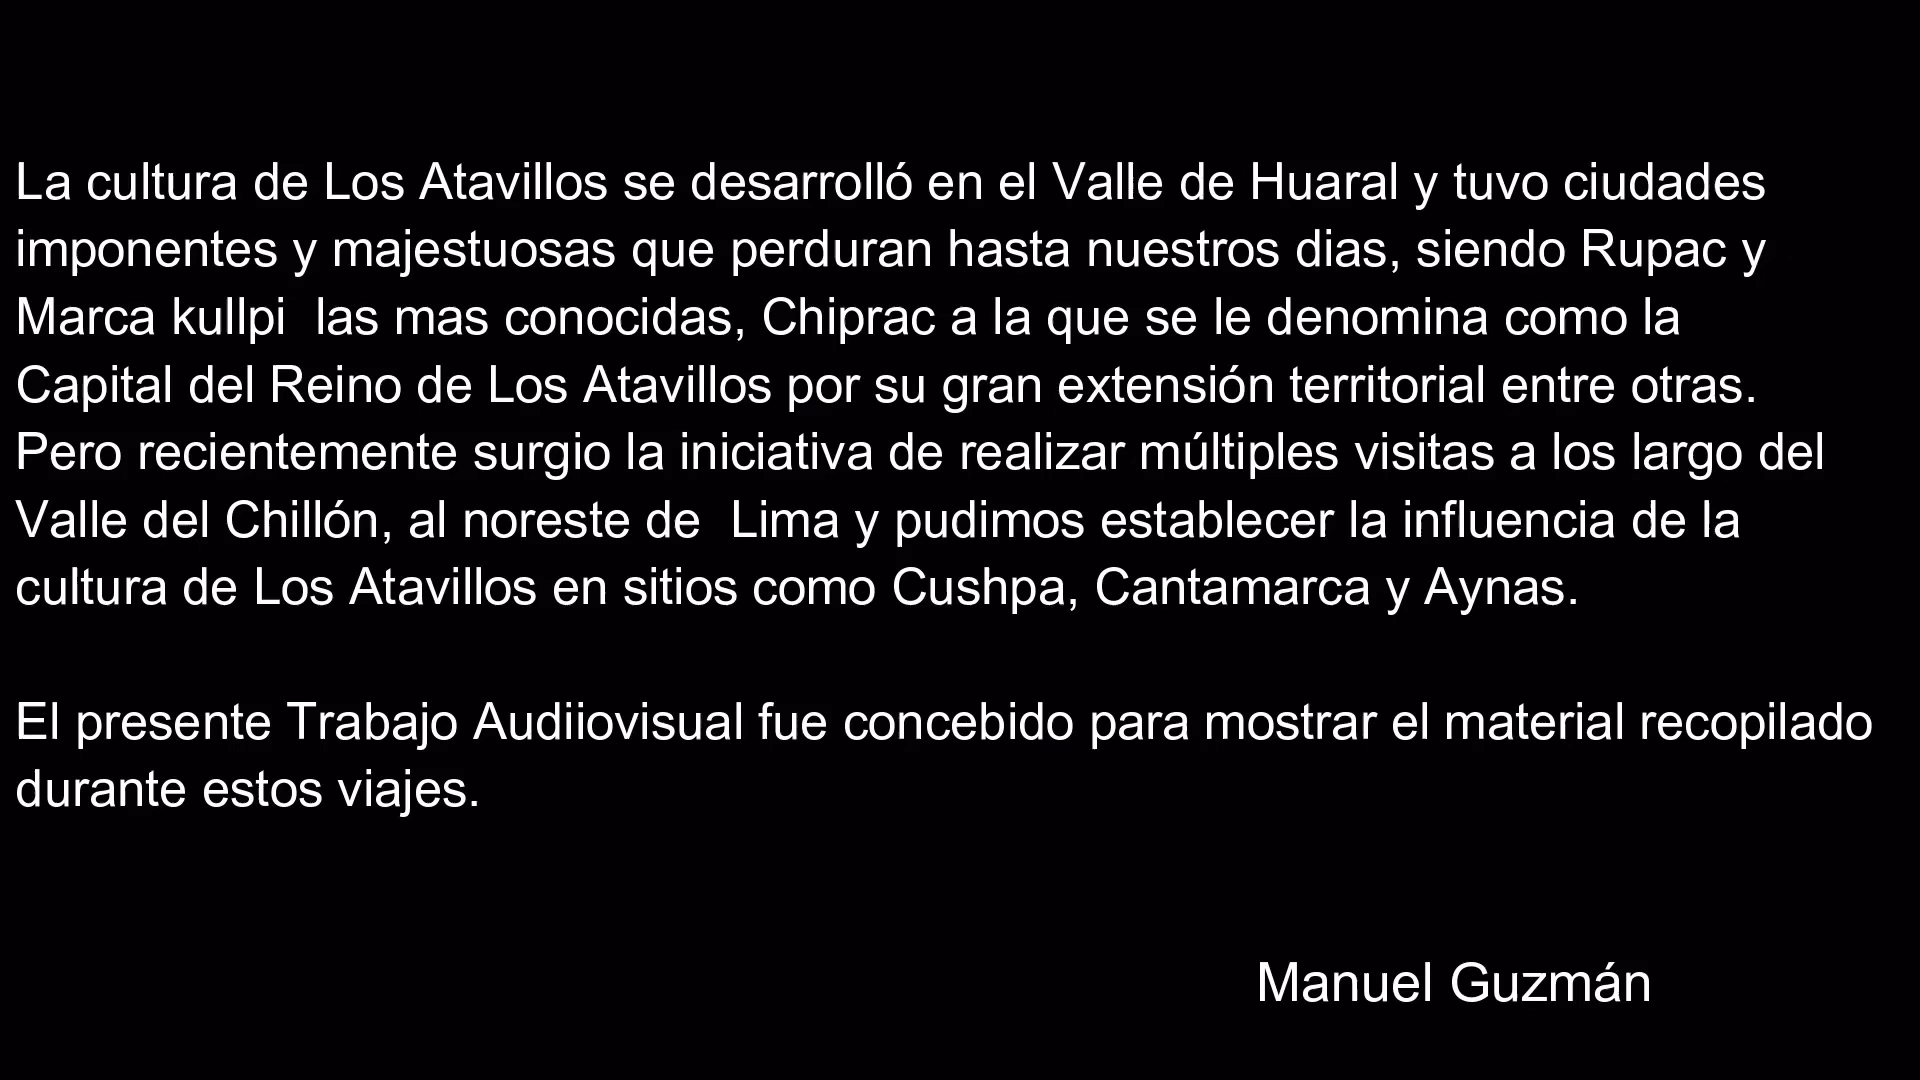 La cultura de Los Atavillos se desarrolló en el Valle de Huaral y tuvo ciudades
imponentes y majestuosas que perduran hasta nuestros dias, siendo Rupac y
Marca kullpi  las mas conocidas, Chiprac a la que se le denomina como la
Capital del Reino de Los Atavillos por su gran extensión territorial entre otras.
Pero recientemente surgio la iniciativa de realizar múltiples visitas a los largo del
Valle del Chillón, al noreste de  Lima y pudimos establecer la influencia de la
cultura de Los Atavillos en sitios como Cushpa, Cantamarca y Aynas.
El presente Trabajo Audiiovisual fue concebido para mostrar el material recopilado
durante estos viajes.
Manuel Guzmán